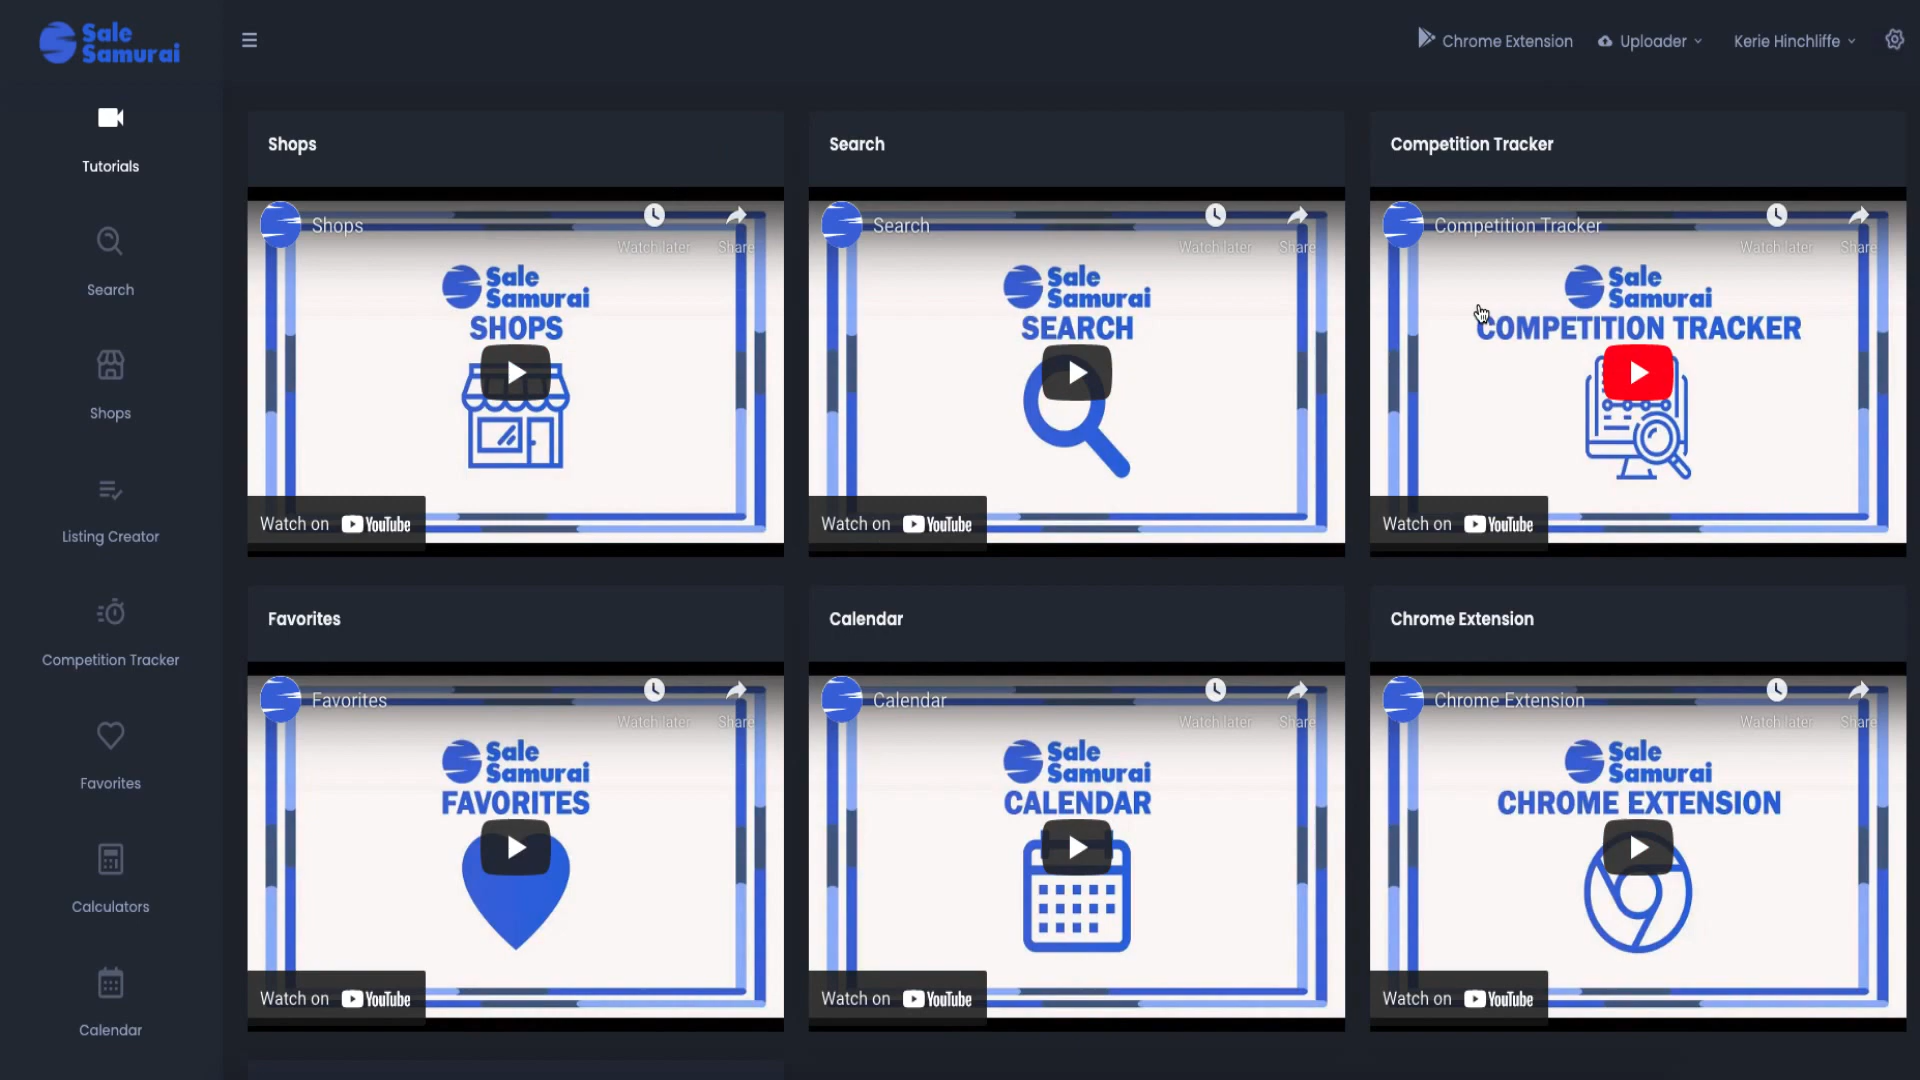 Sale
Samurai
Chrome Extension
Uploader
Kerie Hinchliffe
Tutorials
Search
Shops
Listing Creator
Competition Tracker
Favorites
Calculators
Calendar
Shops
Search
Competition Tracker
Shops
Watch later
Share
Sale
Samurai
SHOPS
Watch on YouTube
Search
Watch later
Share
Sale
Samurai
SEARCH
Watch on YouTube
Competition Tracker
Watch later
Share
Sale
Samurai
COMPETITION TRACKER
Watch on YouTube
Favorites
Calendar
Chrome Extension
Favorites
Watch later
Share
Sale
Samurai
FAVORITES
Watch on YouTube
Calendar
Watch later
Share
Sale
Samurai
CALENDAR
Watch on YouTube
Chrome Extension
Watch later
Share
Sale
Samurai
CHROME EXTENSION
Watch on YouTube